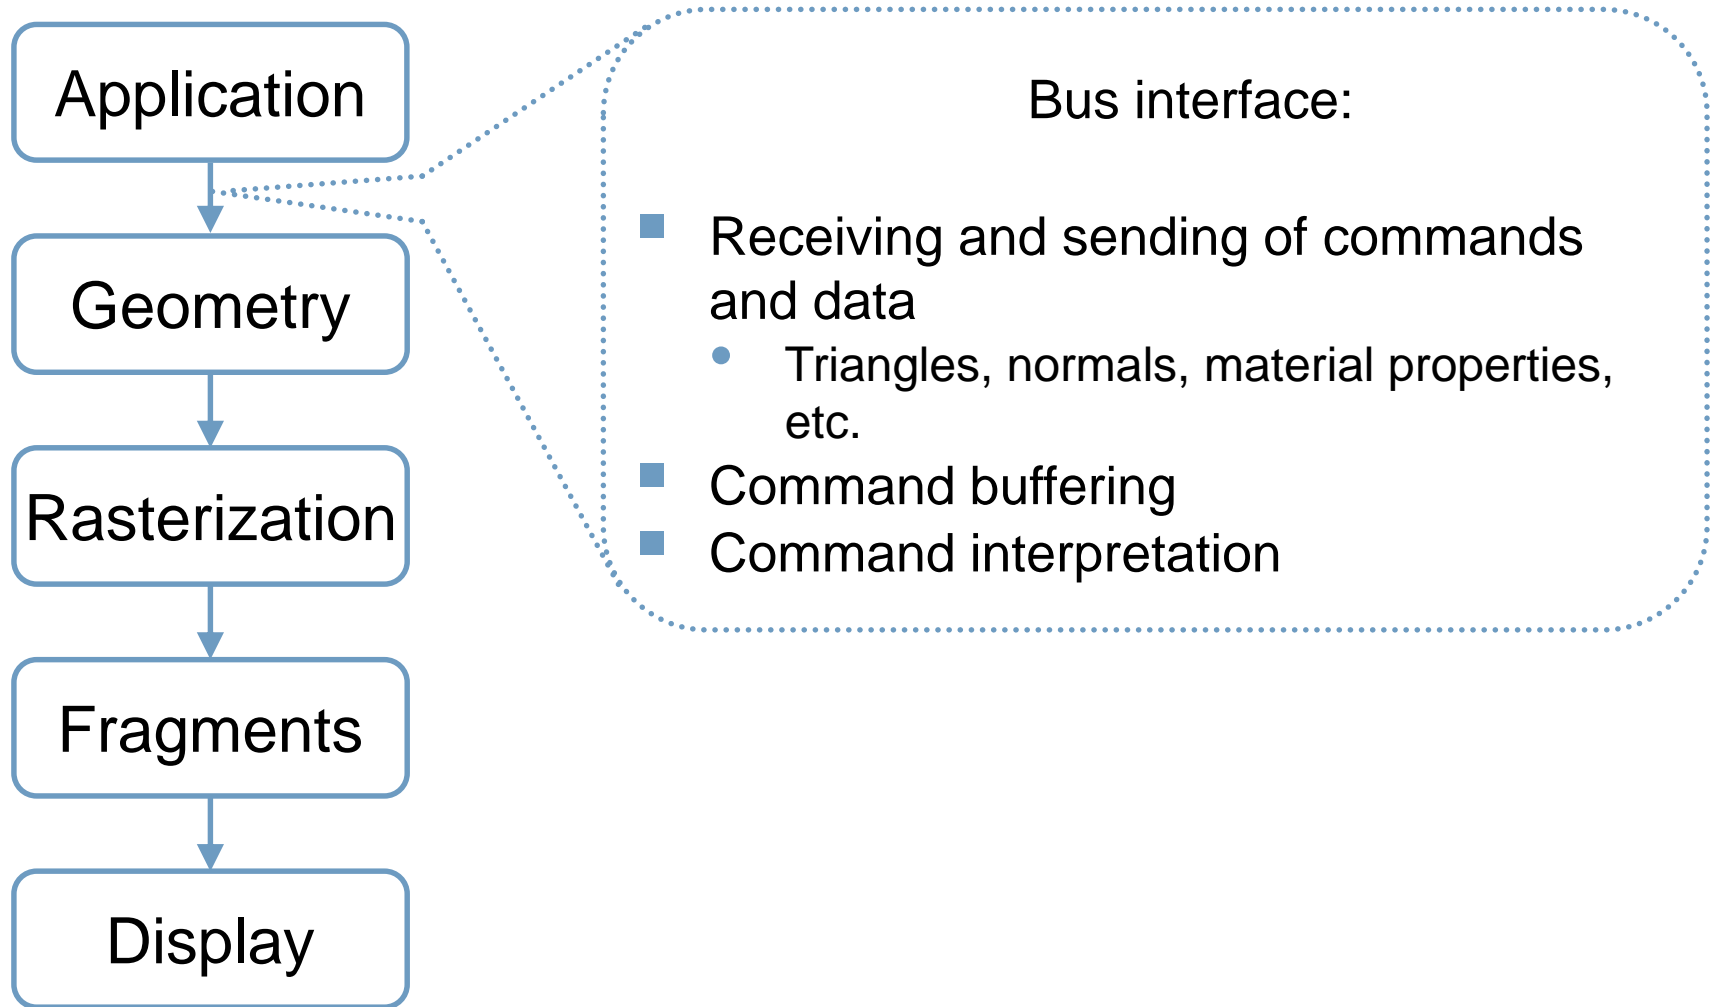 Application
Geometry
Rasterization
Fragments
Display
Bus interface:
Receiving and sending of commands
and data
Triangles, normals, material properties,
etc.
Command buffering
Command interpretation